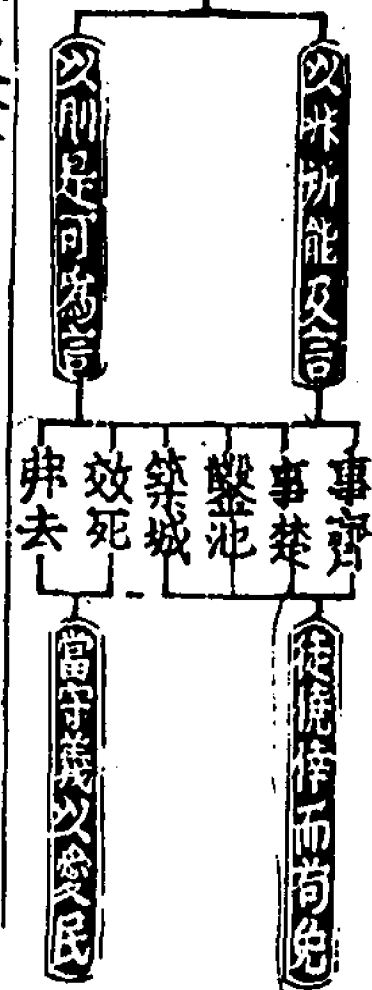 以非所能及言
以則是可為言
事齊
事楚
鑿池
築城
效死
弗去
徒僥倖而苟免
當守義以愛民